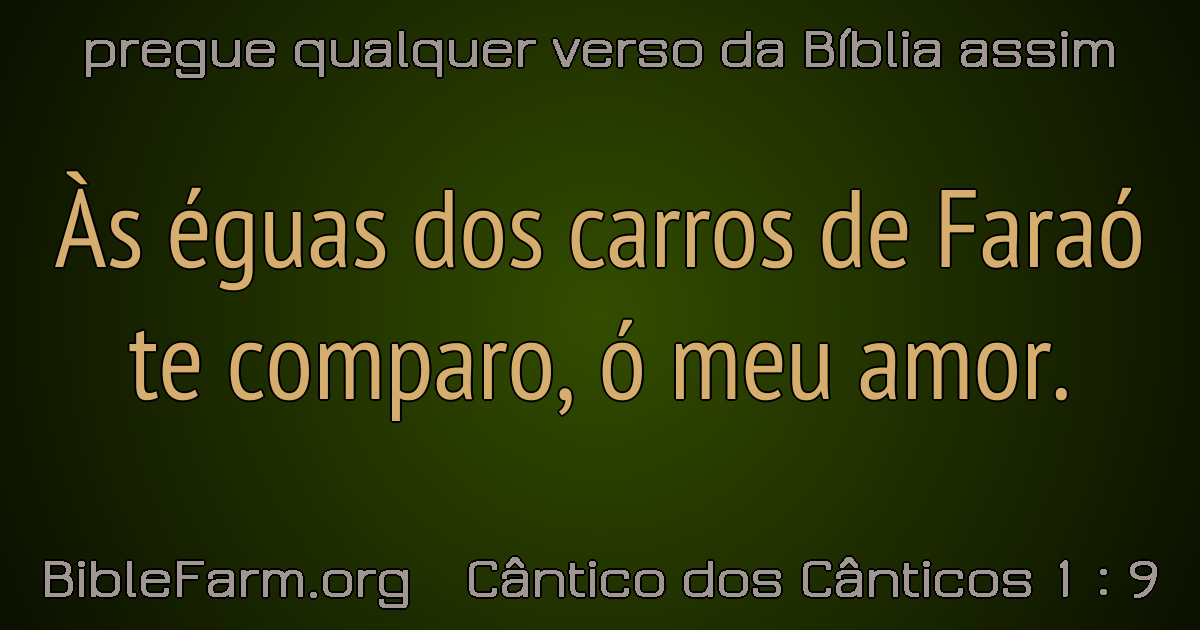 pregue qualquer verso da Bíblia assim
Às éguas dos carros de Faraó
te comparo, ó meu amor.
BibleFarm.org Cântico dos Cânticos 1 : 9